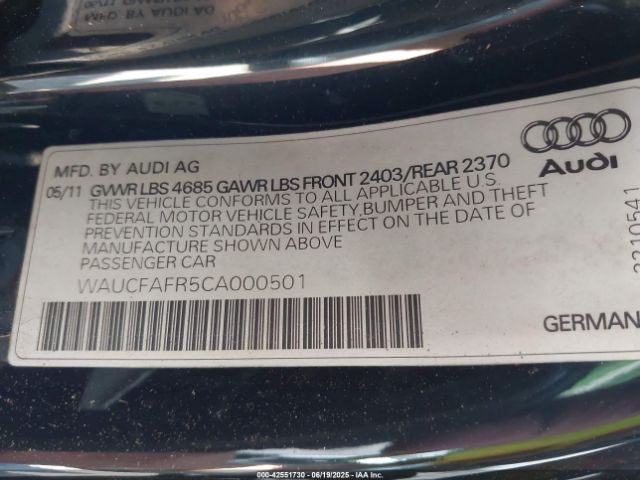 MFD. BY AUDI AG
05/11 GVWR LBS 4685 GAWR LBS FRONT 2403/REAR 2370
THIS VEHICLE CONFORMS TO ALL APPLICABLE U.S.
FEDERAL MOTOR VEHICLE SAFETY, BUMPER AND THEFT
PREVENTION STANDARDS IN EFFECT ON THE DATE OF
MANUFACTURE SHOWN ABOVE
PASSENGER CAR
WAUCFAFR5CA000501
Audi
GERMAN
000-42551730 - 06/19/2025 - IAA Inc.